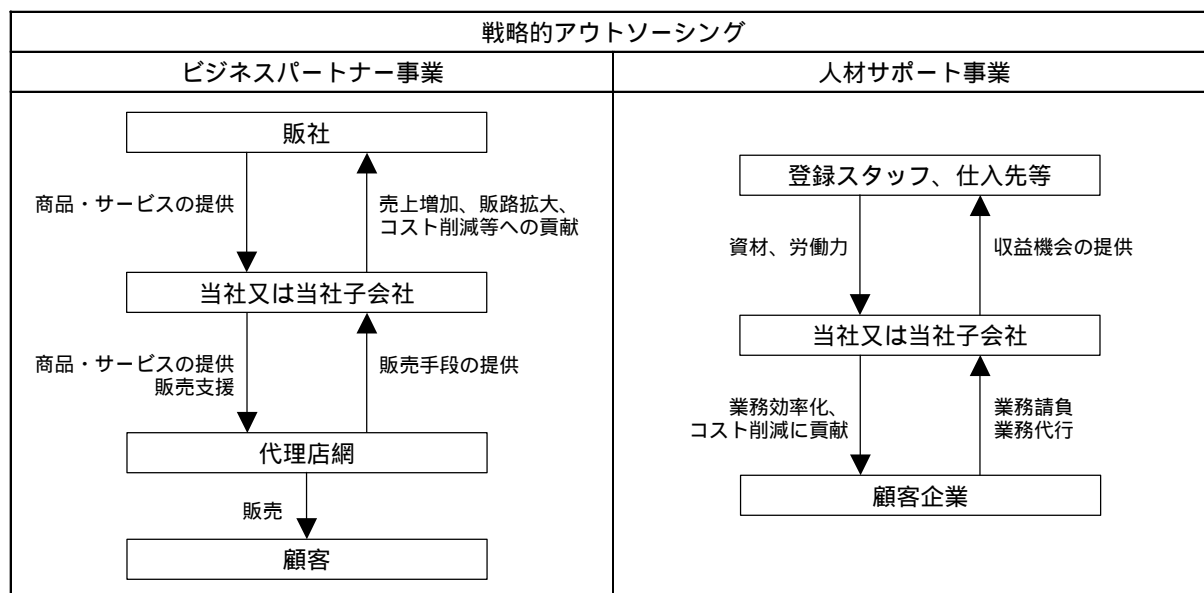 戦略的アウトソーシング
ビジネスパートナー事業
販社
商品・サービスの提供
売上増加、販路拡大、
コスト削減等への貢献
当社又は当社子会社
商品・サービスの提供
販売支援
販売手段の提供
代理店網
販売
顧客
人材サポート事業
登録スタッフ、仕入先等
資材、労働力
収益機会の提供
当社又は当社子会社
業務効率化、
コスト削減に貢献
業務請負
業務代行
顧客企業